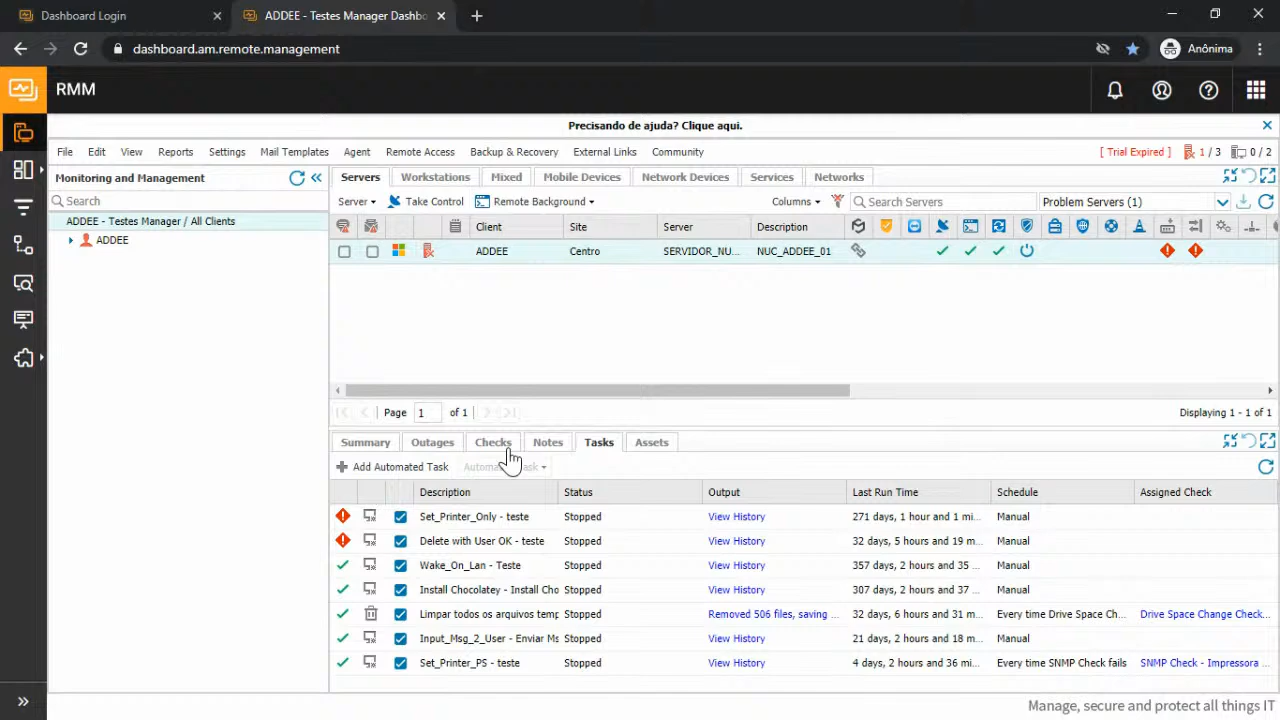 Dashboard Login
ADDEE - Testes Manager Dashbo
dashboard.am.remote.management
Anônima
RMM
Precisando de ajuda? Clique aqui.
File Edit View Reports Settings Mail Templates Agent Remote Access Backup & Recovery External Links Community
[ Trial Expired ] 1 / 3 0 / 2
Monitoring and Management
Search
ADDEE - Testes Manager / All Clients
ADDEE
Servers Workstations Mixed Mobile Devices Network Devices Services Networks
Server Take Control Remote Background Columns Search Servers Problem Servers (1)
Client Site Server Description
ADDEE Centro SERVIDOR_NU... NUC_ADDEE_01
Page 1 of 1 Displaying 1 - 1 of 1
Summary Outages Checks Notes Tasks Assets
Add Automated Task
Description Status Output Last Run Time Schedule Assigned Check
Set_Printer_Only - teste Stopped View History 271 days, 1 hour and 1 mi... Manual
Delete with User OK - teste Stopped View History 32 days, 5 hours and 19 m... Manual
Wake_On_Lan - Teste Stopped View History 357 days, 2 hours and 35 ... Manual
Install Chocolatey - Install Cho Stopped View History 307 days, 2 hours and 37 ... Manual
Limpar todos os arquivos temp Stopped Removed 506 files, saving ... 32 days, 6 hours and 31 m... Every time Drive Space Ch... Drive Space Change Check...
Input_Msg_2_User - Enviar Ms Stopped View History 21 days, 2 hours and 18 m... Manual
Set_Printer_PS - teste Stopped View History 4 days, 2 hours and 36 mi... Every time SNMP Check fails SNMP Check - Impressora ...
Manage, secure and protect all things IT